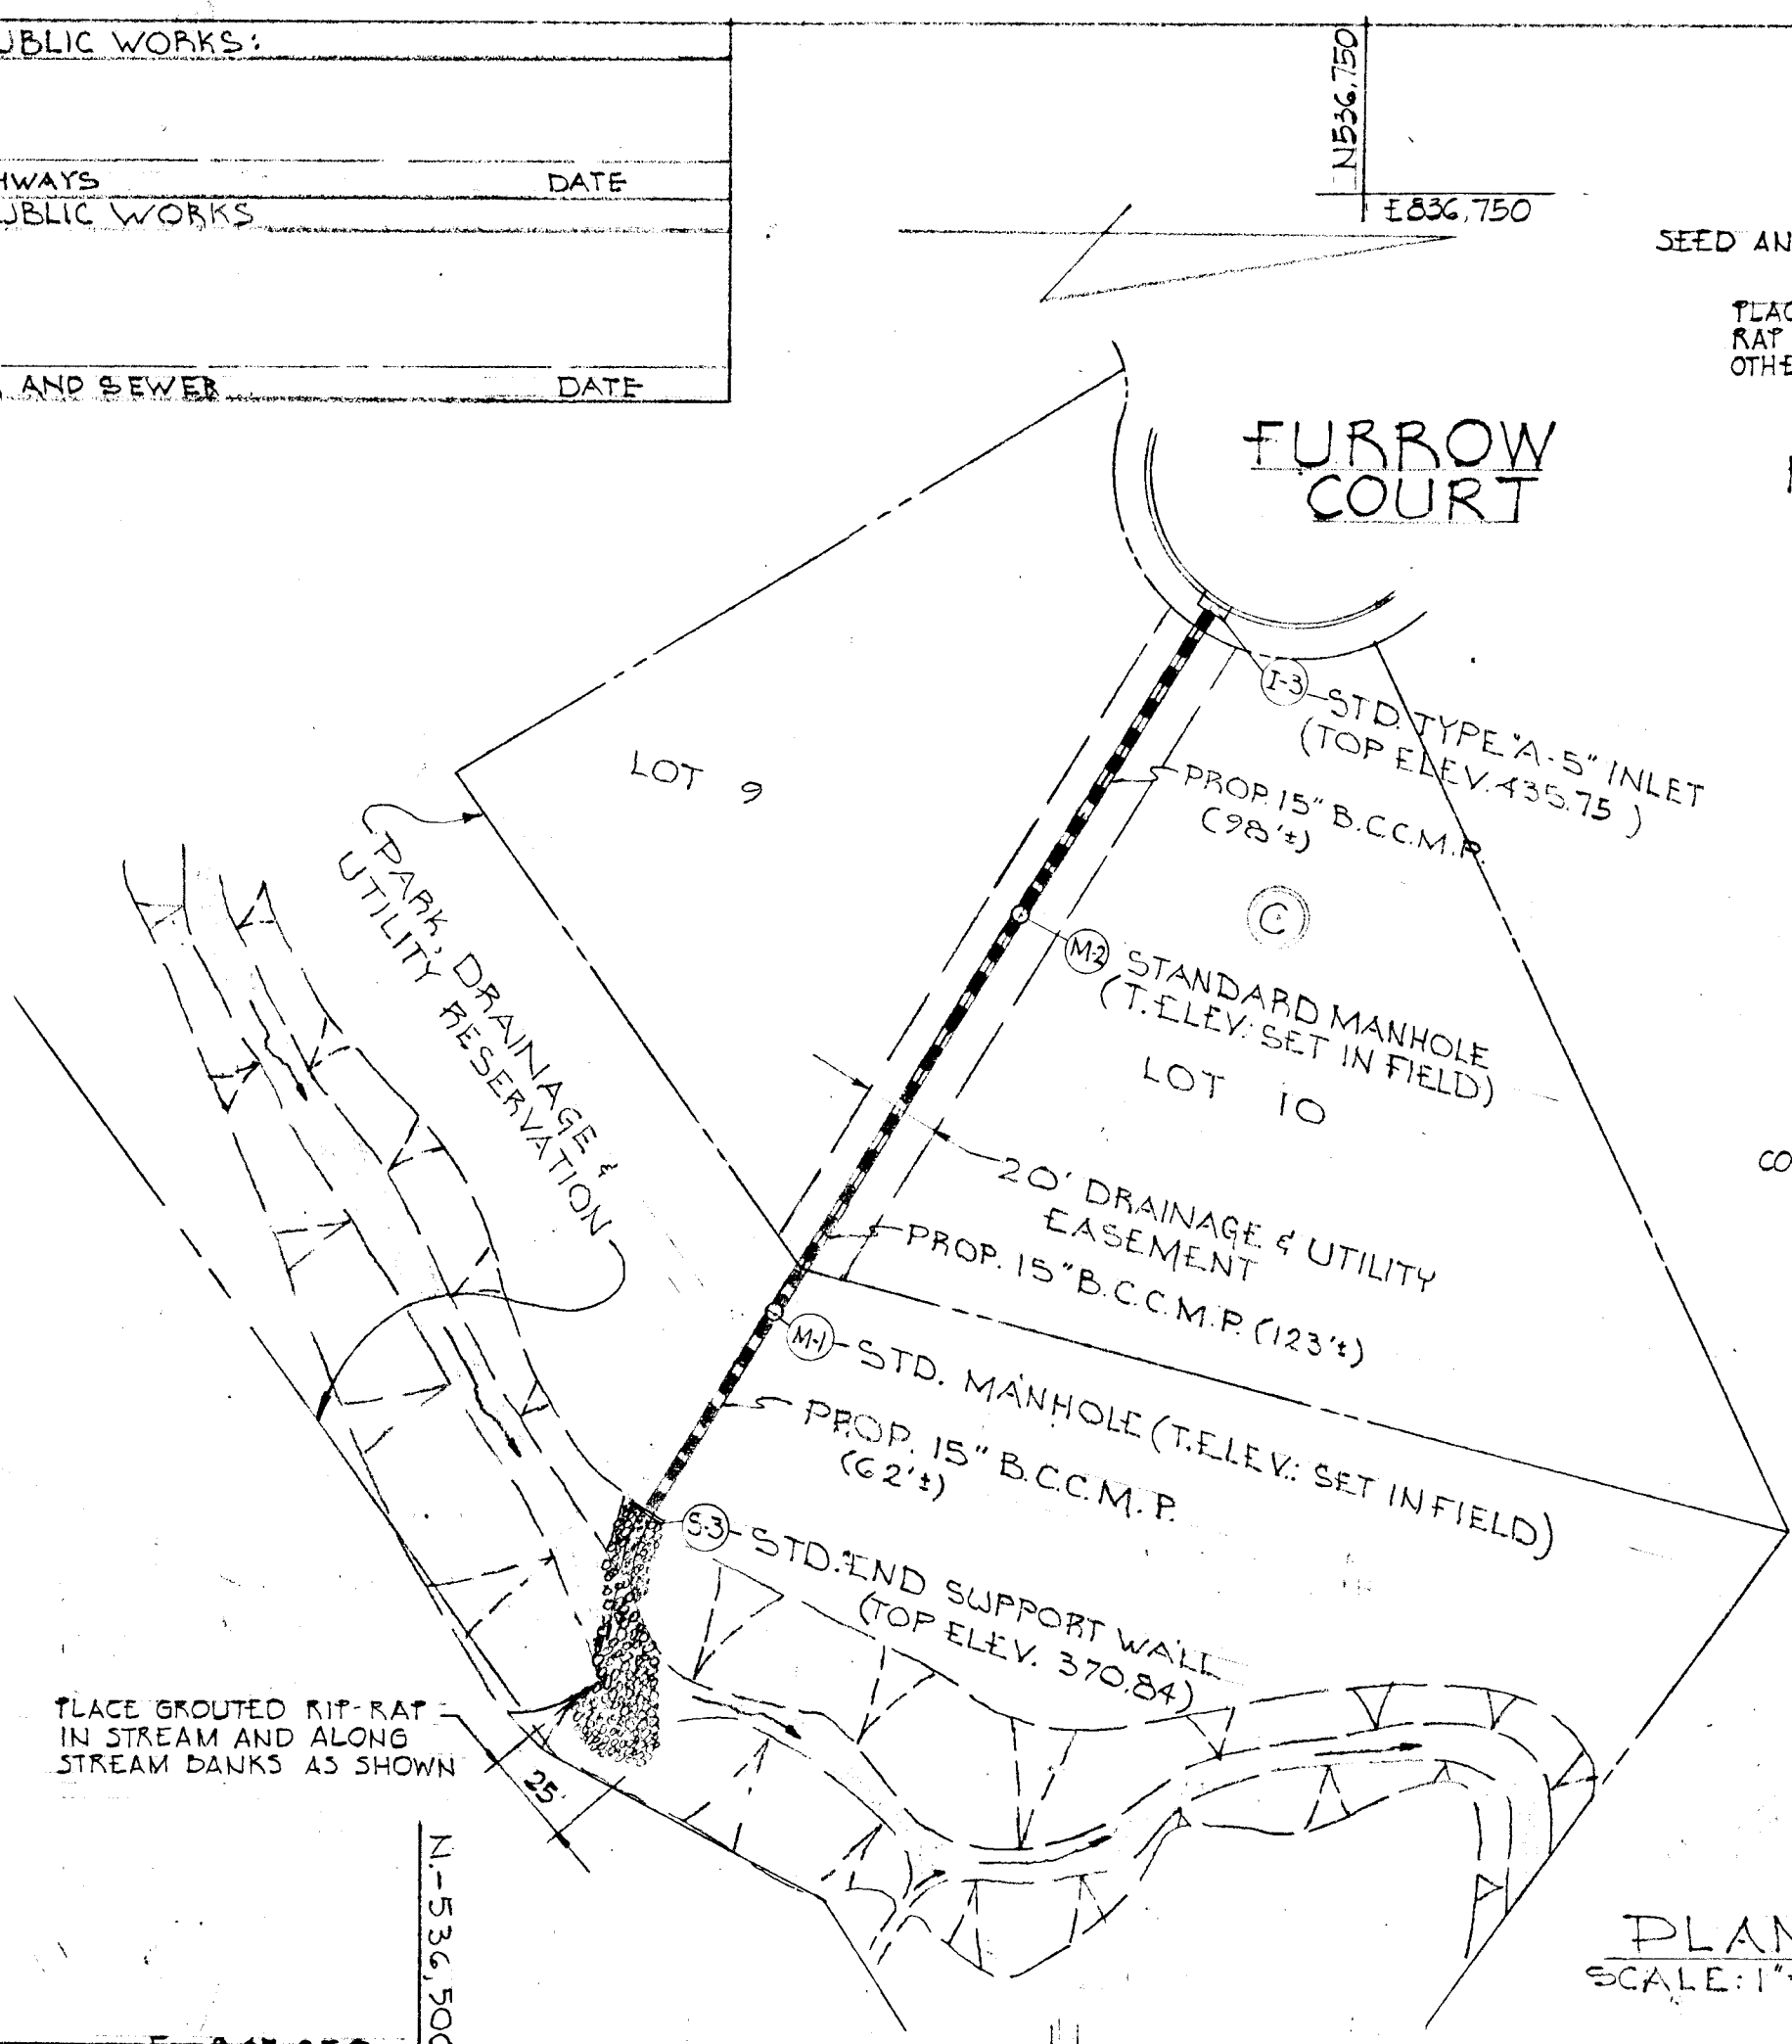 UBLIC WORKS:
HWAYS DATE
UBLIC WORKS
AND SEWER DATE
N536,750
E836,750
SEED AN
PLAC
RAP
OTHE
FURROW
COURT
I-3 STD. TYPE "A-5" INLET
(TOP ELEV. 435.75)
PROP. 15" B.C.C.M.P.
(98'±)
LOT 9
C
PARK, DRAINAGE &
UTILITY RESERVATION
M-2 STANDARD MANHOLE
(T. ELEV: SET IN FIELD)
LOT 10
CO
20' DRAINAGE & UTILITY
EASEMENT
PROP. 15" B.C.C.M.P. (123'±)
M-1 STD. MANHOLE (T.ELEV.: SET IN FIELD)
PROP. 15" B.C.C.M.P.
(62'±)
S-3 STD. END SUPPORT WALL
(TOP ELEV. 370.84)
PLACE GROUTED RIP-RAP
IN STREAM AND ALONG
STREAM BANKS AS SHOWN
25'
N.-536,500
PLAN
SCALE: 1"